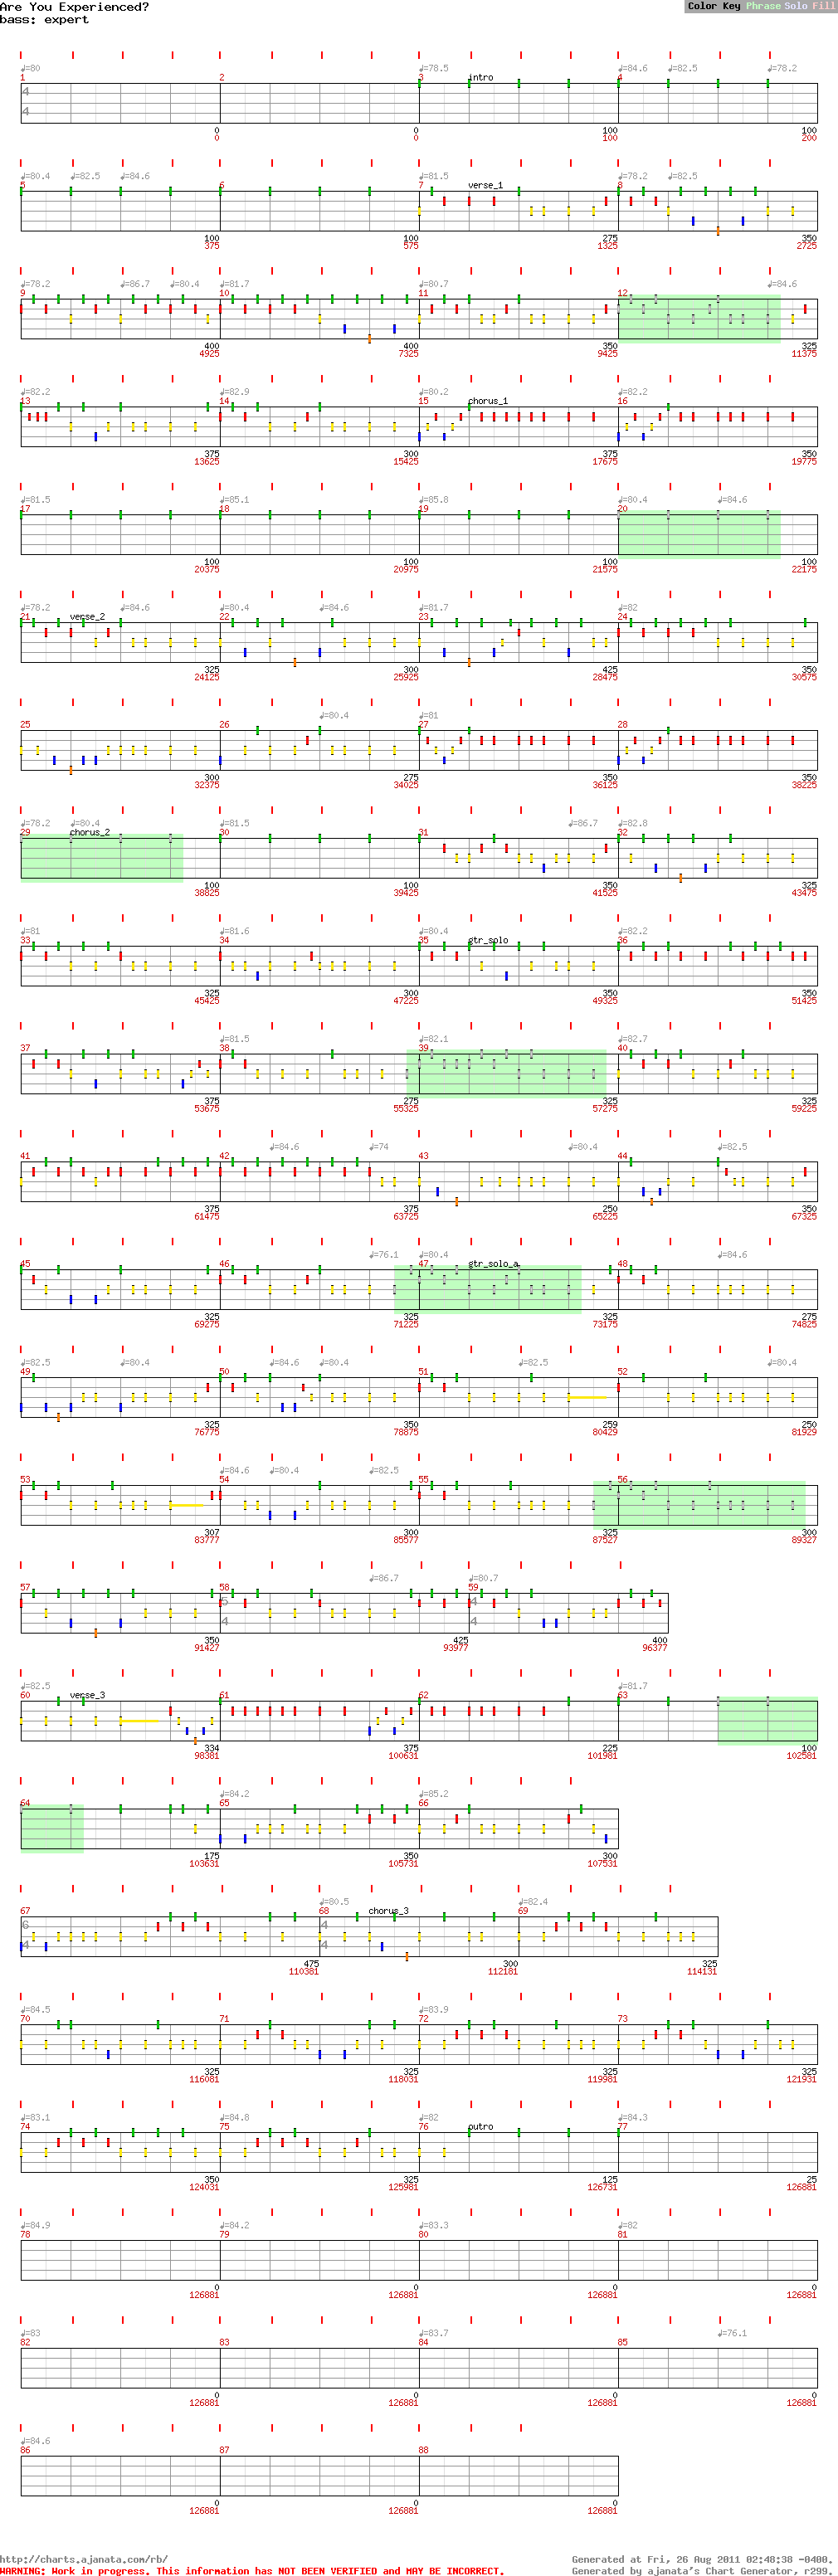 Are You Experienced?
bass: expert
Color Key Phrase Solo Fill
♩=80 ♩=78.5 ♩=84.6 ♩=82.5 ♩=78.2
1 2 3 intro 4
4
4
0 0 100 100
0 0 100 200
♩=80.4 ♩=82.5 ♩=84.6 ♩=81.5 ♩=78.2 ♩=82.5
5 6 7 verse_1 8
100 100 275 350
375 575 1325 2725
♩=78.2 ♩=86.7 ♩=80.4 ♩=81.7 ♩=80.7 ♩=84.6
9 10 11 12
400 400 350 325
4925 7325 9425 11375
♩=82.2 ♩=82.9 ♩=80.2 ♩=82.2
13 14 15 chorus_1 16
375 300 375 350
13625 15425 17675 19775
♩=81.5 ♩=85.1 ♩=85.8 ♩=80.4 ♩=84.6
17 18 19 20
100 100 100 100
20375 20975 21575 22175
♩=78.2 ♩=84.6 ♩=80.4 ♩=84.6 ♩=81.7 ♩=82
21 verse_2 22 23 24
325 300 425 350
24125 25925 28475 30575
♩=80.4 ♩=81
25 26 27 28
300 275 350 350
32375 34025 36125 38225
♩=78.2 ♩=80.4 ♩=81.5 ♩=86.7 ♩=82.8
29 chorus_2 30 31 32
100 100 350 325
38825 39425 41525 43475
♩=81 ♩=81.6 ♩=80.4 ♩=82.2
33 34 35 gtr_solo 36
325 300 350 350
45425 47225 49325 51425
♩=81.5 ♩=82.1 ♩=82.7
37 38 39 40
375 275 325 325
53675 55325 57275 59225
♩=84.6 ♩=74 ♩=80.4 ♩=82.5
41 42 43 44
375 375 250 350
61475 63725 65225 67325
♩=76.1 ♩=80.4 ♩=84.6
45 46 47 gtr_solo_a 48
325 325 325 275
69275 71225 73175 74825
♩=82.5 ♩=80.4 ♩=84.6 ♩=80.4 ♩=82.5 ♩=80.4
49 50 51 52
325 350 259 250
76775 78875 80429 81929
♩=84.6 ♩=80.4 ♩=82.5
53 54 55 56
307 300 325 300
83777 85577 87527 89327
♩=86.7 ♩=80.7
57 58 59
5 4
4 4
350 425 400
91427 93977 96377
♩=82.5 ♩=81.7
60 verse_3 61 62 63
334 375 225 100
98381 100631 101981 102581
♩=84.2 ♩=85.2
64 65 66
175 350 300
103631 105731 107531
♩=80.5 ♩=82.4
67 68 chorus_3 69
6 4
4 4
475 300 325
110381 112181 114131
♩=84.5 ♩=83.9
70 71 72 73
325 325 325 325
116081 118031 119981 121931
♩=83.1 ♩=84.8 ♩=82 ♩=84.3
74 75 76 outro 77
350 325 125 25
124031 125981 126731 126881
♩=84.9 ♩=84.2 ♩=83.3 ♩=82
78 79 80 81
0 0 0 0
126881 126881 126881 126881
♩=83 ♩=83.7 ♩=76.1
82 83 84 85
0 0 0 0
126881 126881 126881 126881
♩=84.6
86 87 88
0 0 0
126881 126881 126881
http://charts.ajanata.com/rb/ Generated at Fri, 26 Aug 2011 02:48:38 -0400.
WARNING: Work in progress. This information has NOT BEEN VERIFIED and MAY BE INCORRECT. Generated by ajanata's Chart Generator, r299.